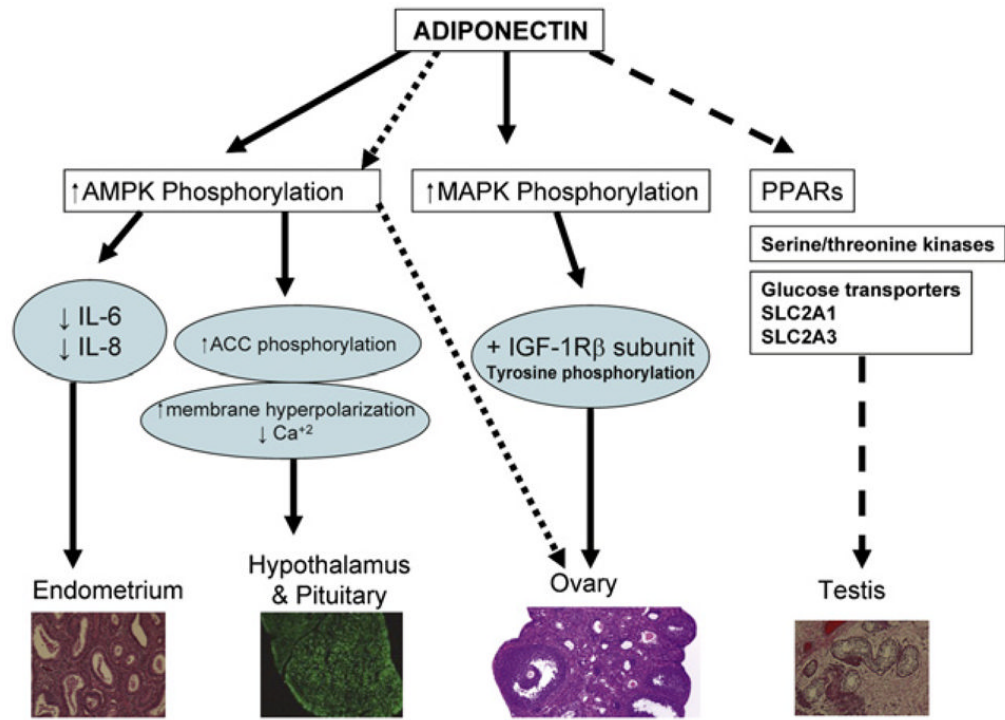 ADIPONECTIN
↑AMPK Phosphorylation
↑MAPK Phosphorylation
PPARs
Serine/threonine kinases
Glucose transporters
SLC2A1
SLC2A3
↓ IL-6
↓ IL-8
↑ACC phosphorylation
↑membrane hyperpolarization
↓ Ca⁺²
+ IGF-1Rβ subunit
Tyrosine phosphorylation
Endometrium
Hypothalamus
& Pituitary
Ovary
Testis